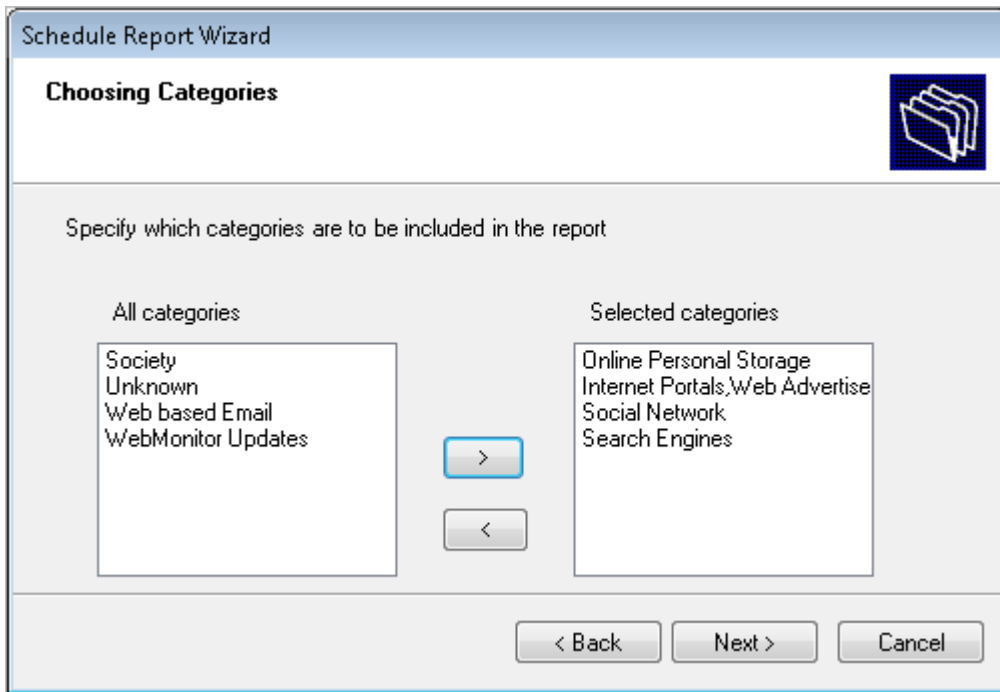 Schedule Report Wizard
Choosing Categories
Specify which categories are to be included in the report
All categories
Society
Unknown
Web based Email
WebMonitor Updates
>
<
Selected categories
Online Personal Storage
Internet Portals,Web Advertise
Social Network
Search Engines
< Back
Next >
Cancel